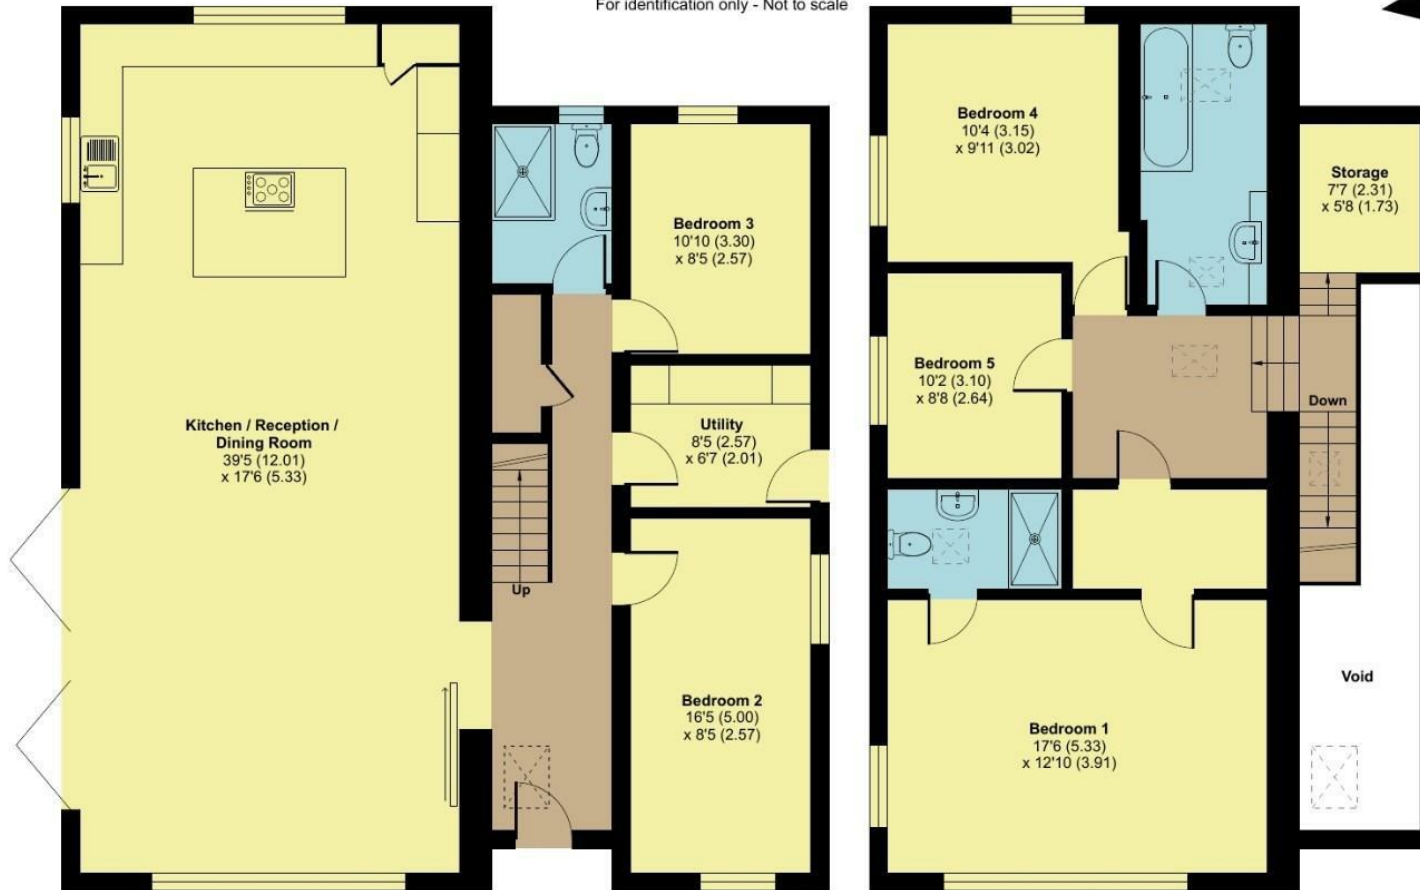 For identification only - Not to scale
Kitchen / Reception /
Dining Room
39'5 (12.01)
x 17'6 (5.33)
Bedroom 3
10'10 (3.30)
x 8'5 (2.57)
Utility
8'5 (2.57)
x 6'7 (2.01)
Up
Bedroom 2
16'5 (5.00)
x 8'5 (2.57)
Bedroom 4
10'4 (3.15)
x 9'11 (3.02)
Storage
7'7 (2.31)
x 5'8 (1.73)
Bedroom 5
10'2 (3.10)
x 8'8 (2.64)
Down
Void
Bedroom 1
17'6 (5.33)
x 12'10 (3.91)